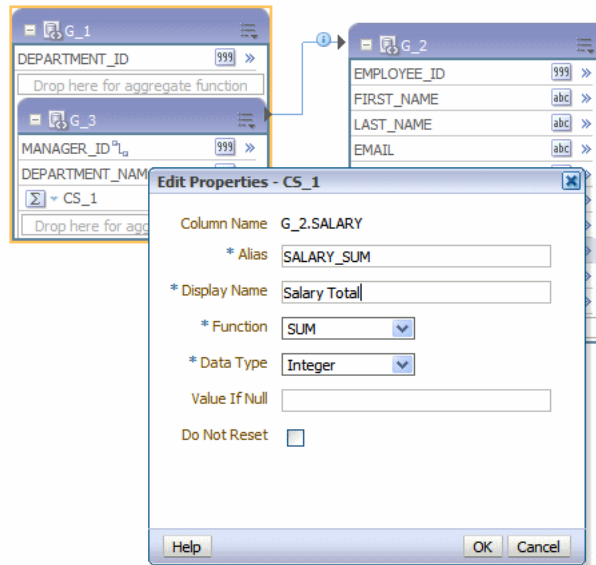 G_1
DEPARTMENT_ID 999
Drop here for aggregate function
G_3
MANAGER_ID 999
DEPARTMENT_NAM
Σ CS_1
Drop here for agg
G_2
EMPLOYEE_ID 999
FIRST_NAME abc
LAST_NAME abc
EMAIL abc
Edit Properties - CS_1
Column Name G_2.SALARY
* Alias SALARY_SUM
* Display Name Salary Total
* Function SUM
* Data Type Integer
Value If Null
Do Not Reset
Help OK Cancel